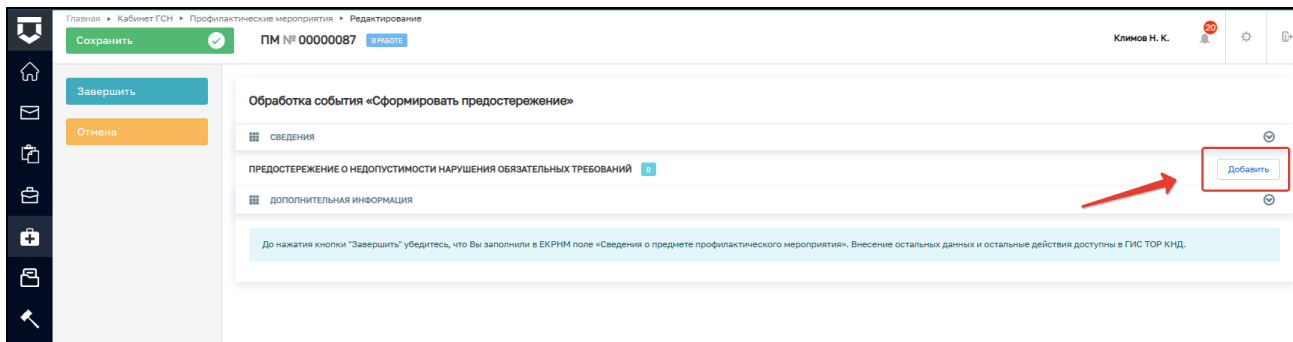 Главная ▸ Кабинет ГСН ▸ Профилактические мероприятия ▸ Редактирование
Сохранить
ПМ № 00000087 В РАБОТЕ
Климов Н. К.
20
Завершить
Обработка события «Сформировать предостережение»
Отмена
СВЕДЕНИЯ
ПРЕДОСТЕРЕЖЕНИЕ О НЕДОПУСТИМОСТИ НАРУШЕНИЯ ОБЯЗАТЕЛЬНЫХ ТРЕБОВАНИЙ 0
Добавить
ДОПОЛНИТЕЛЬНАЯ ИНФОРМАЦИЯ
До нажатия кнопки "Завершить" убедитесь, что Вы заполнили в ЕКРНМ поле «Сведения о предмете профилактического мероприятия». Внесение остальных данных и остальные действия доступны в ГИС ТОР КНД.